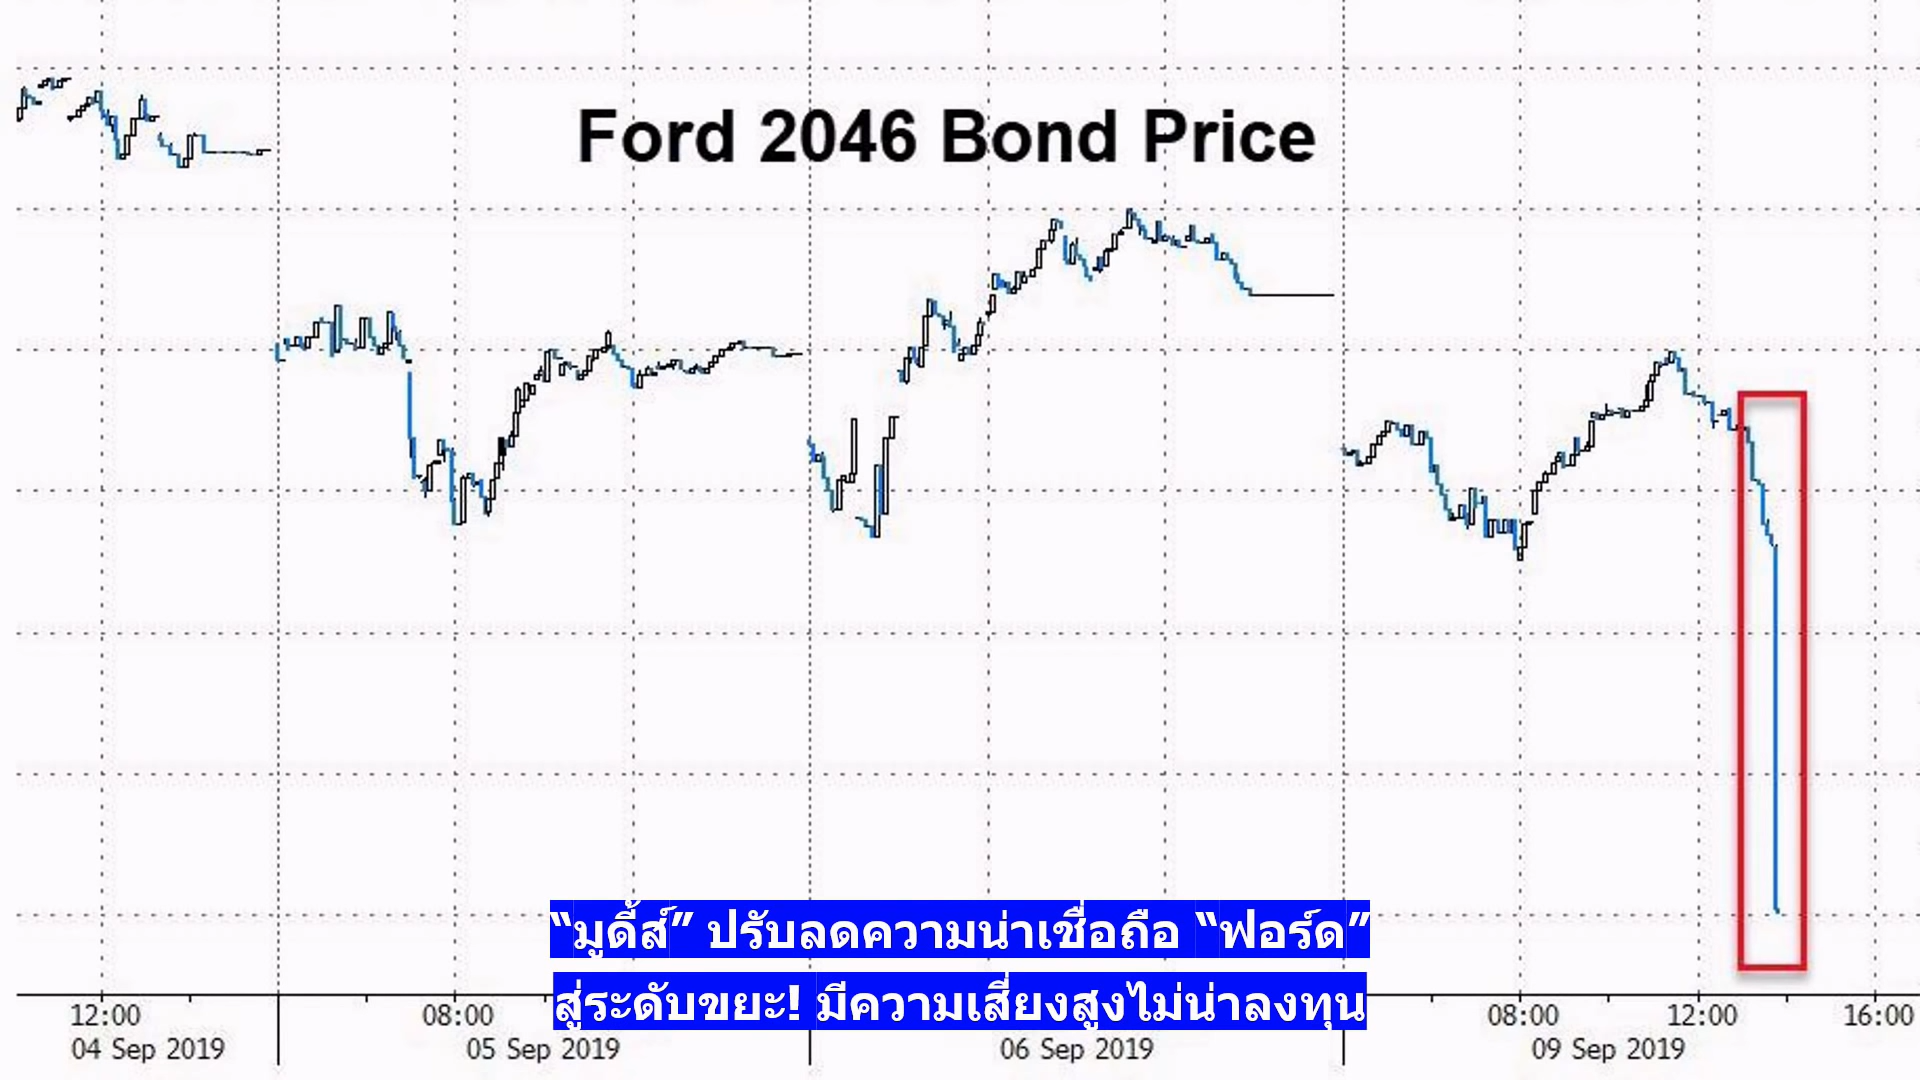 Ford 2046 Bond Price
“มูดี้ส์” ปรับลดความน่าเชื่อถือ “ฟอร์ด”
สู่ระดับขยะ! มีความเสี่ยงสูงไม่น่าลงทุน
12:00 08:00 08:00 12:00 16:00
04 Sep 2019 05 Sep 2019 06 Sep 2019 09 Sep 2019